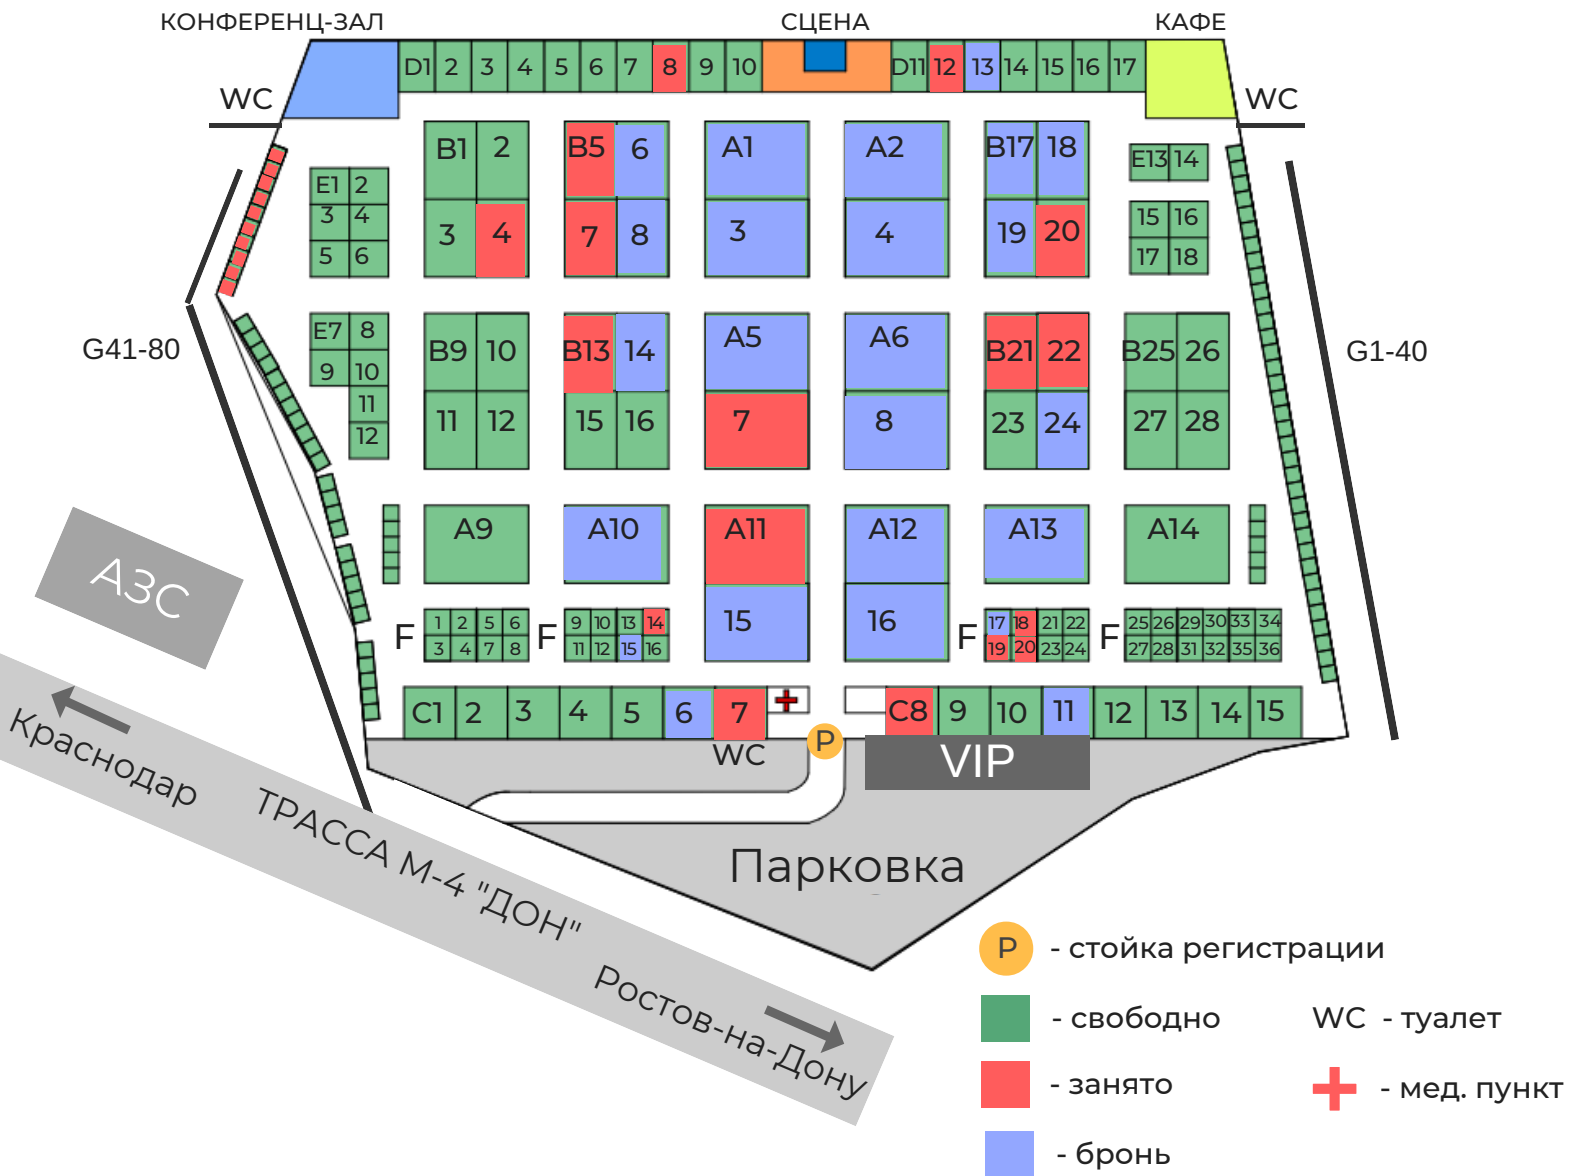 КОНФЕРЕНЦ-ЗАЛ СЦЕНА КАФЕ
D1 2 3 4 5 6 7 8 9 10 D11 12 13 14 15 16 17
WC WC
B1 2 B5 6 A1 A2 B17 18 E13 14
E1 2
3 4 15 16
3 4 7 8 3 4 19 20
5 6 17 18
E7 8 B9 10 B13 14 A5 A6 B21 22 B25 26
G41-80 G1-40
9 10
11
11 12 15 16 7 8 23 24 27 28
12
A9 A10 A11 A12 A13 A14
АЗС
F 1 2 5 6 F 9 10 13 14 15 16 F 17 18 21 22 F 25 26 29 30 33 34
3 4 7 8 11 12 15 16 19 20 23 24 27 28 31 32 35 36
C1 2 3 4 5 6 7 C8 9 10 11 12 13 14 15
WC P VIP
Краснодар
ТРАССА М-4 "ДОН"
Ростов-на-Дону
Парковка
P - стойка регистрации
- свободно WC - туалет
- занято - мед. пункт
- бронь